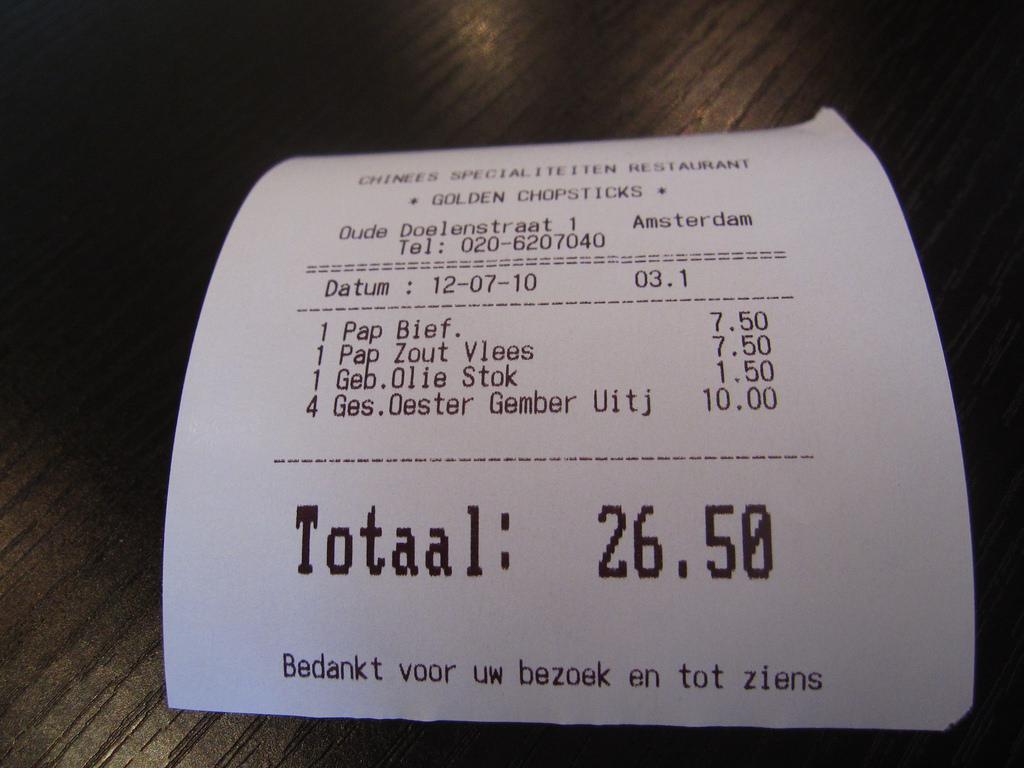 CHINEES SPECIALITEITEN RESTAURANT
* GOLDEN CHOPSTICKS *
Oude Doelenstraat 1 Amsterdam
Tel: 020-6207040
================================================
Datum : 12-07-10 03.1
------------------------------------------------
1 Pap Bief. 7.50
1 Pap Zout Vlees 7.50
1 Geb.Olie Stok 1.50
4 Ges.Oester Gember Uitj 10.00
------------------------------------------------
Totaal: 26.50
Bedankt voor uw bezoek en tot ziens